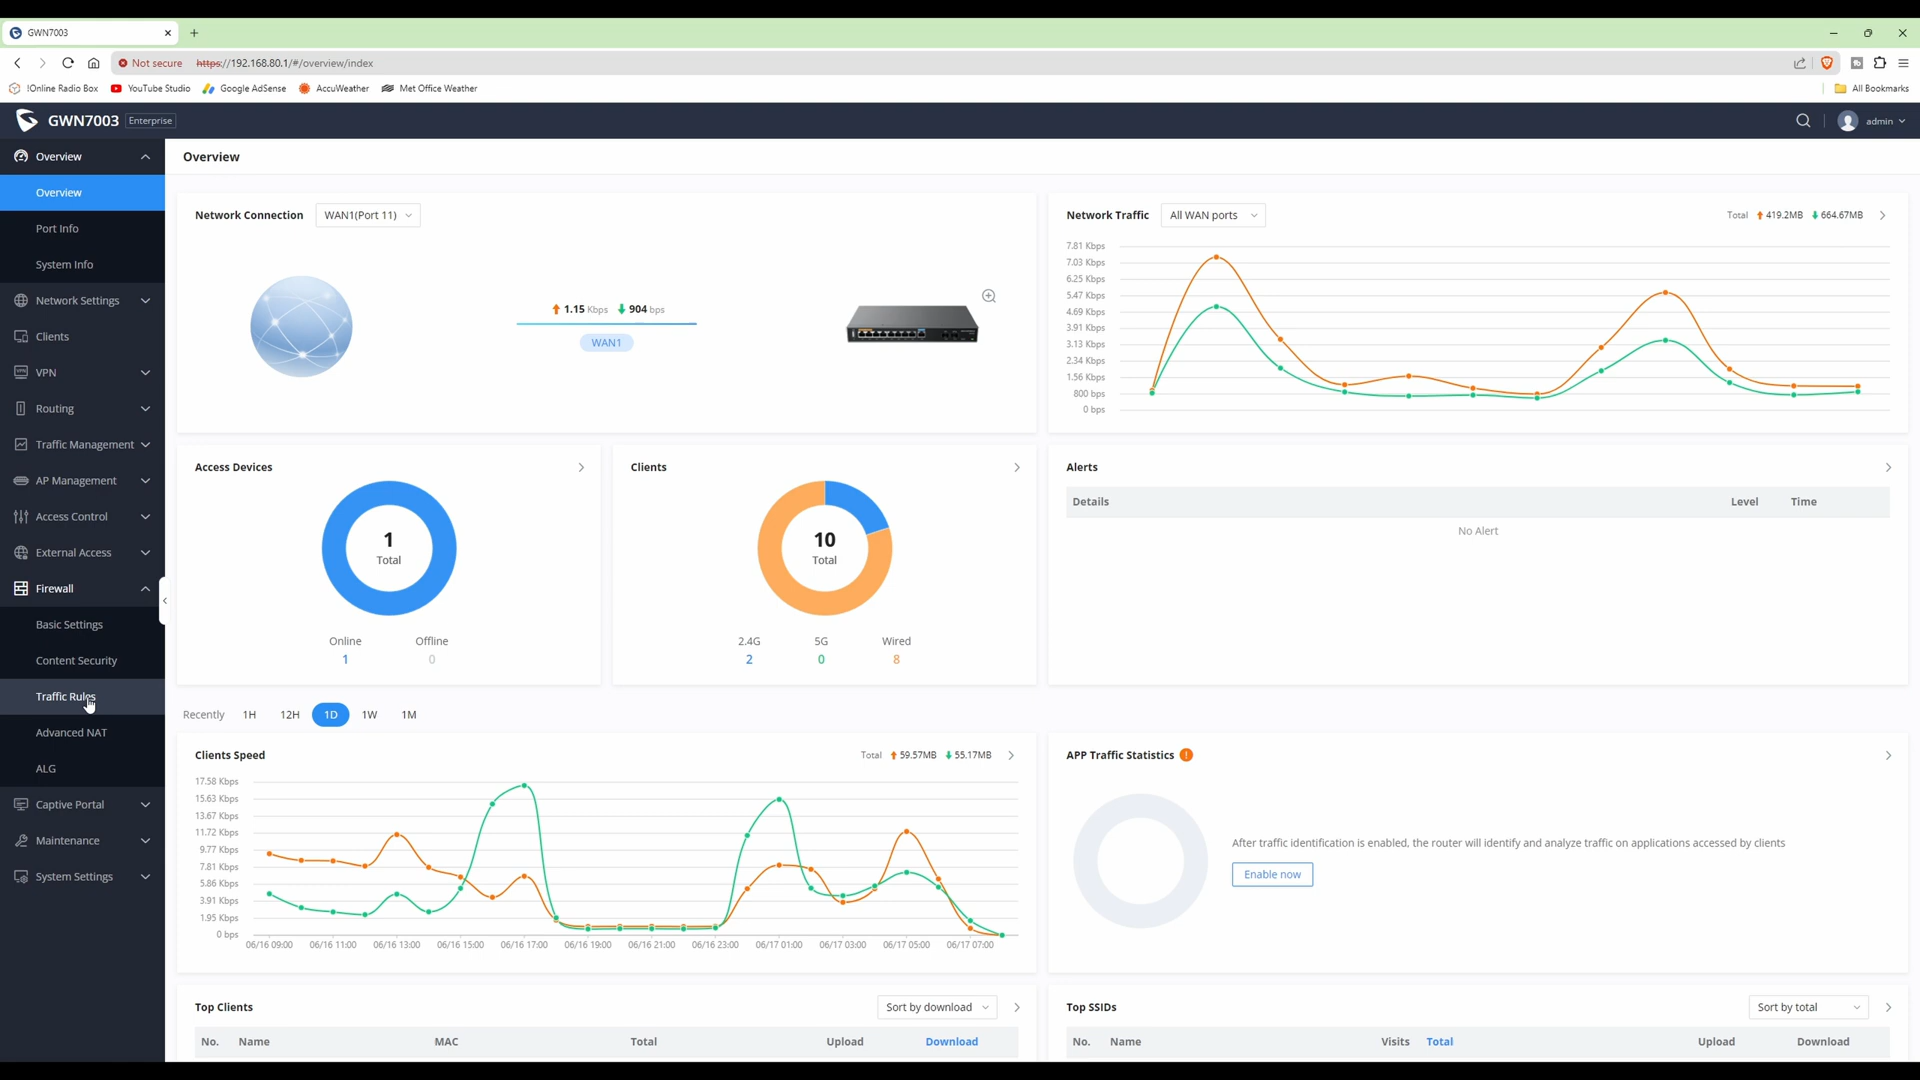 GWN7003
Not secure https://192.168.80.1/#/overview/index
!Online Radio Box YouTube Studio Google AdSense AccuWeather Met Office Weather All Bookmarks
GWN7003 Enterprise admin
Overview
Overview
Port Info
System Info
Network Settings
Clients
VPN
Routing
Traffic Management
AP Management
Access Control
External Access
Firewall
Basic Settings
Content Security
Traffic Rules
Advanced NAT
ALG
Captive Portal
Maintenance
System Settings
Overview
Network Connection WAN1(Port 11)
1.15 Kbps 904 bps
WAN1
Network Traffic All WAN ports Total 419.2MB 664.67MB
7.81 Kbps
7.03 Kbps
6.25 Kbps
5.47 Kbps
4.69 Kbps
3.91 Kbps
3.13 Kbps
2.34 Kbps
1.56 Kbps
800 bps
0 bps
Access Devices
1
Total
Online Offline
1 0
Clients
10
Total
2.4G 5G Wired
2 0 8
Alerts
Details Level Time
No Alert
Recently 1H 12H 1D 1W 1M
Clients Speed Total 59.57MB 55.17MB
17.58 Kbps
15.63 Kbps
13.67 Kbps
11.72 Kbps
9.77 Kbps
7.81 Kbps
5.86 Kbps
3.91 Kbps
1.95 Kbps
0 bps
06/16 09:00 06/16 11:00 06/16 13:00 06/16 15:00 06/16 17:00 06/16 19:00 06/16 21:00 06/16 23:00 06/17 01:00 06/17 03:00 06/17 05:00 06/17 07:00
APP Traffic Statistics
After traffic identification is enabled, the router will identify and analyze traffic on applications accessed by clients
Enable now
Top Clients Sort by download
No. Name MAC Total Upload Download
Top SSIDs Sort by total
No. Name Visits Total Upload Download